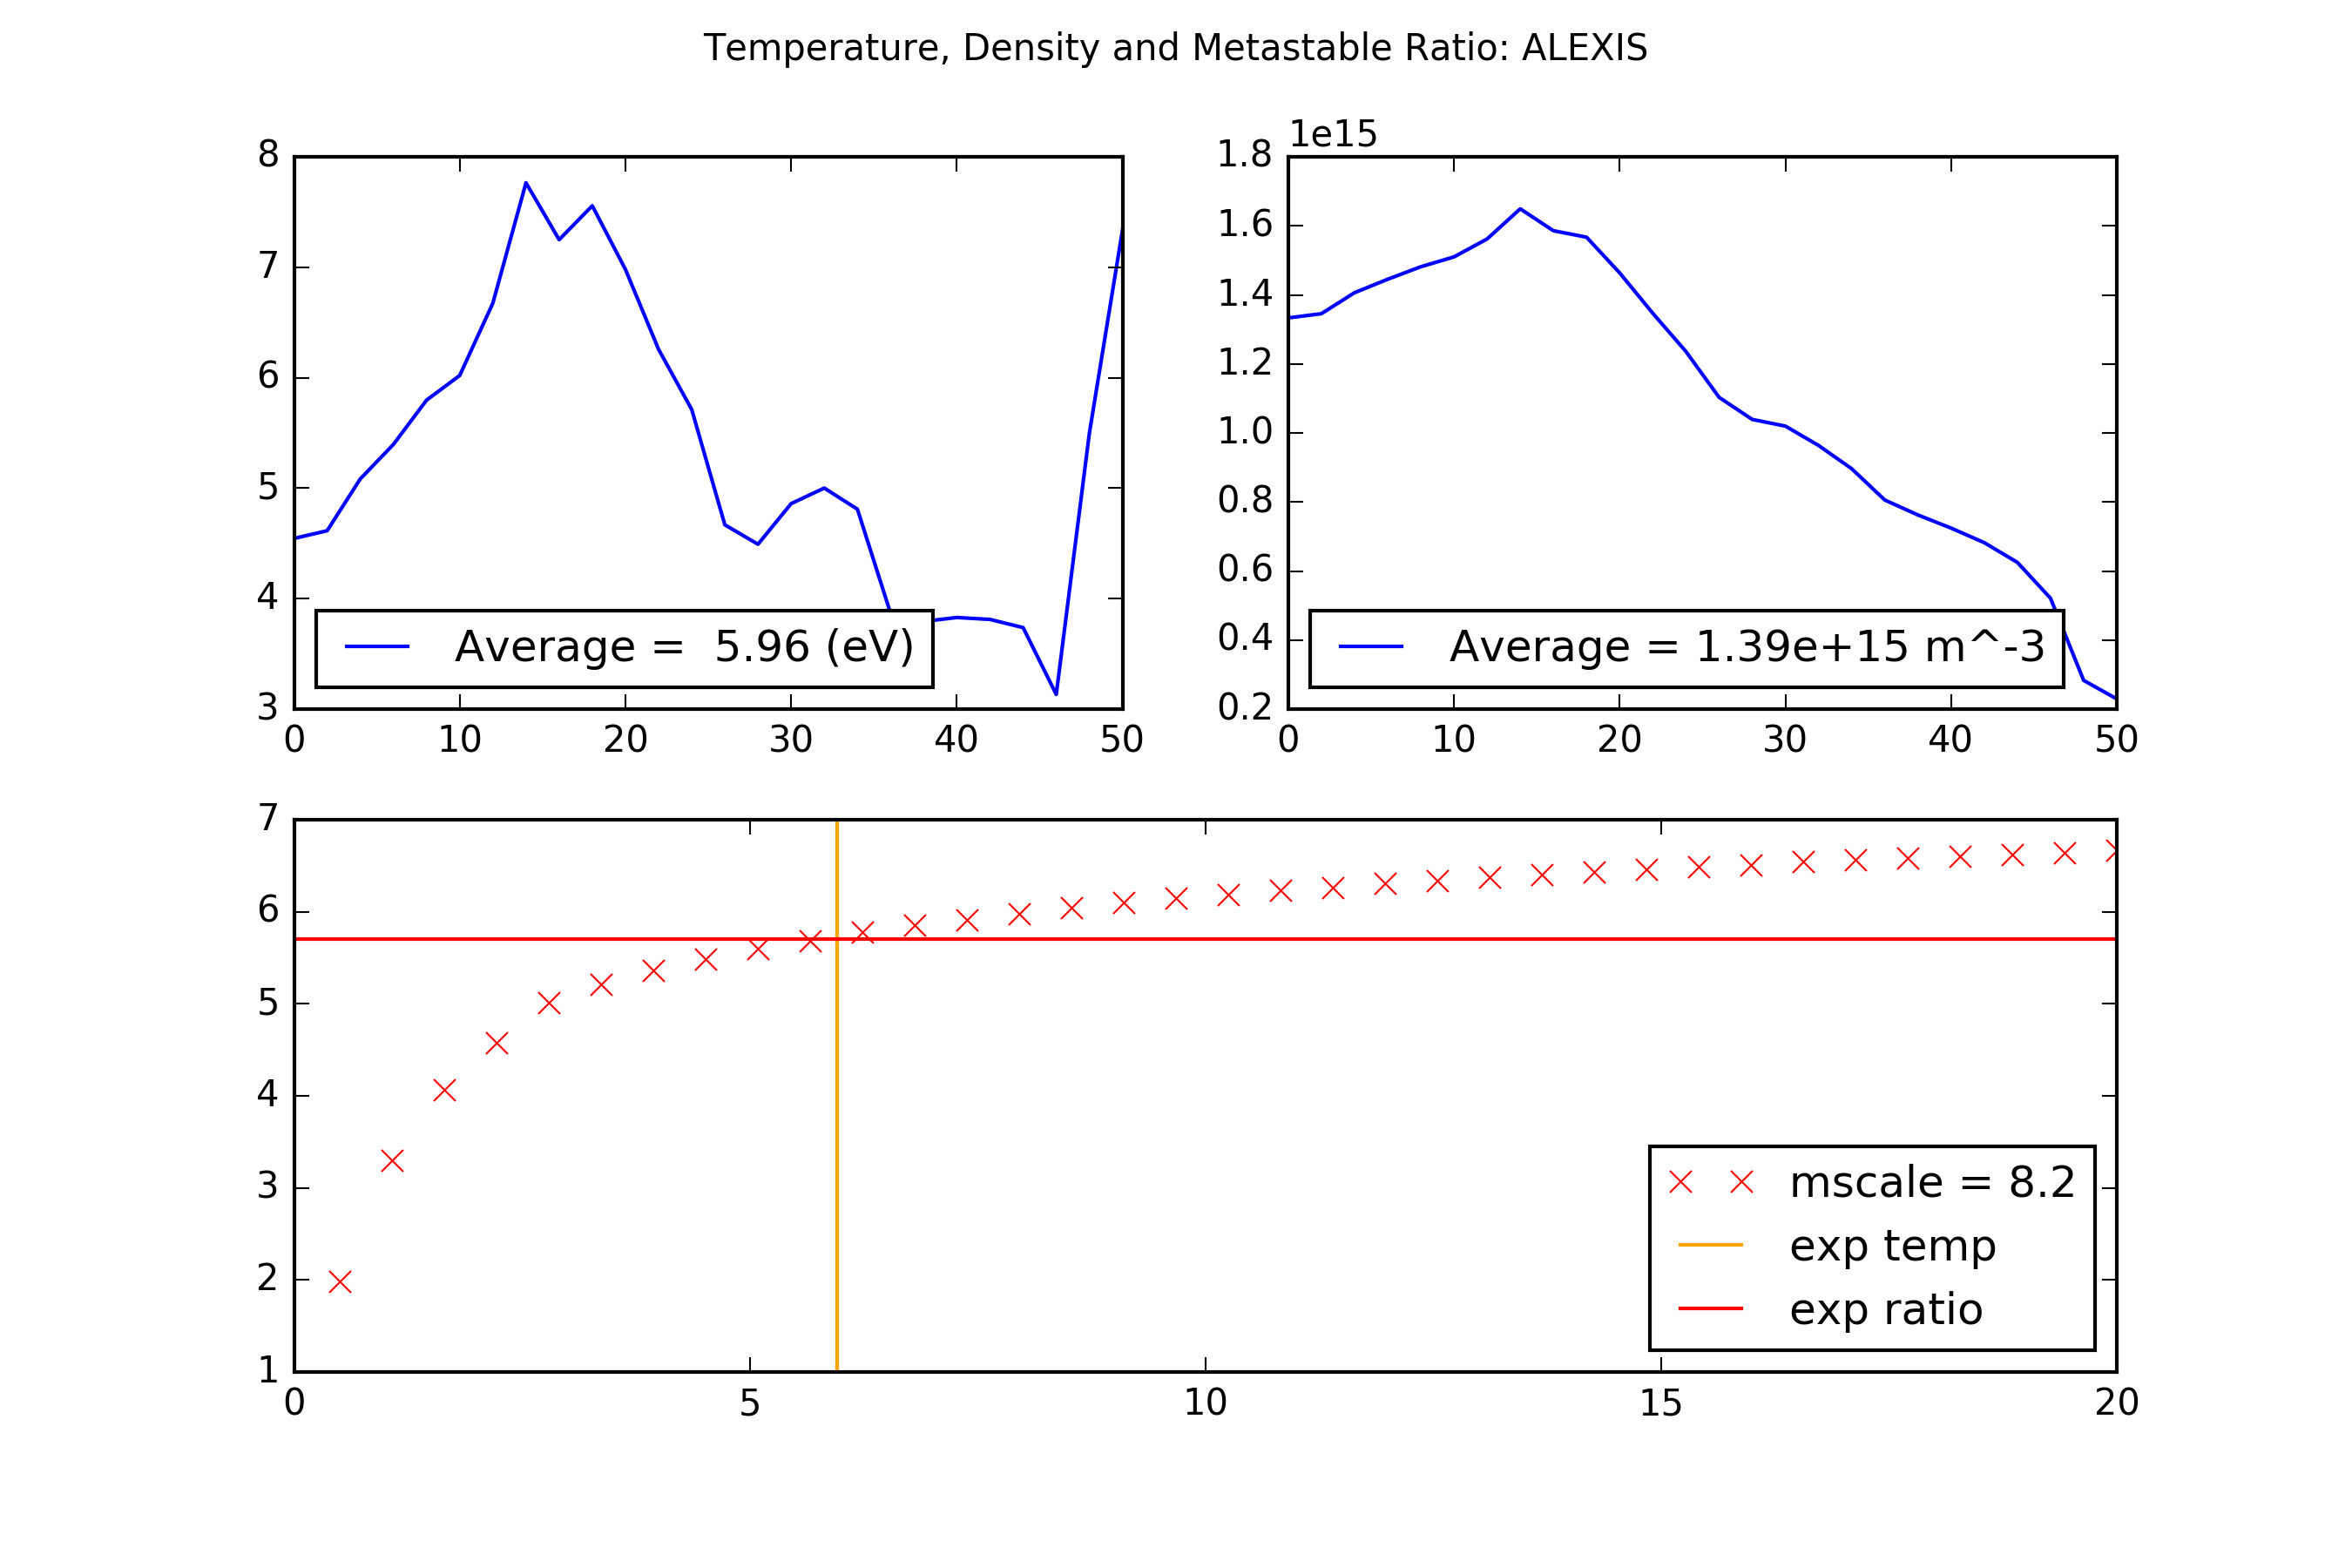 Temperature, Density and Metastable Ratio: ALEXIS
8
7
6
5
4
3
0 10 20 30 40 50
Average =  5.96 (eV)
1e15
1.8
1.6
1.4
1.2
1.0
0.8
0.6
0.4
0.2
0 10 20 30 40 50
Average = 1.39e+15 m^-3
7
6
5
4
3
2
1
0 5 10 15 20
mscale = 8.2
exp temp
exp ratio